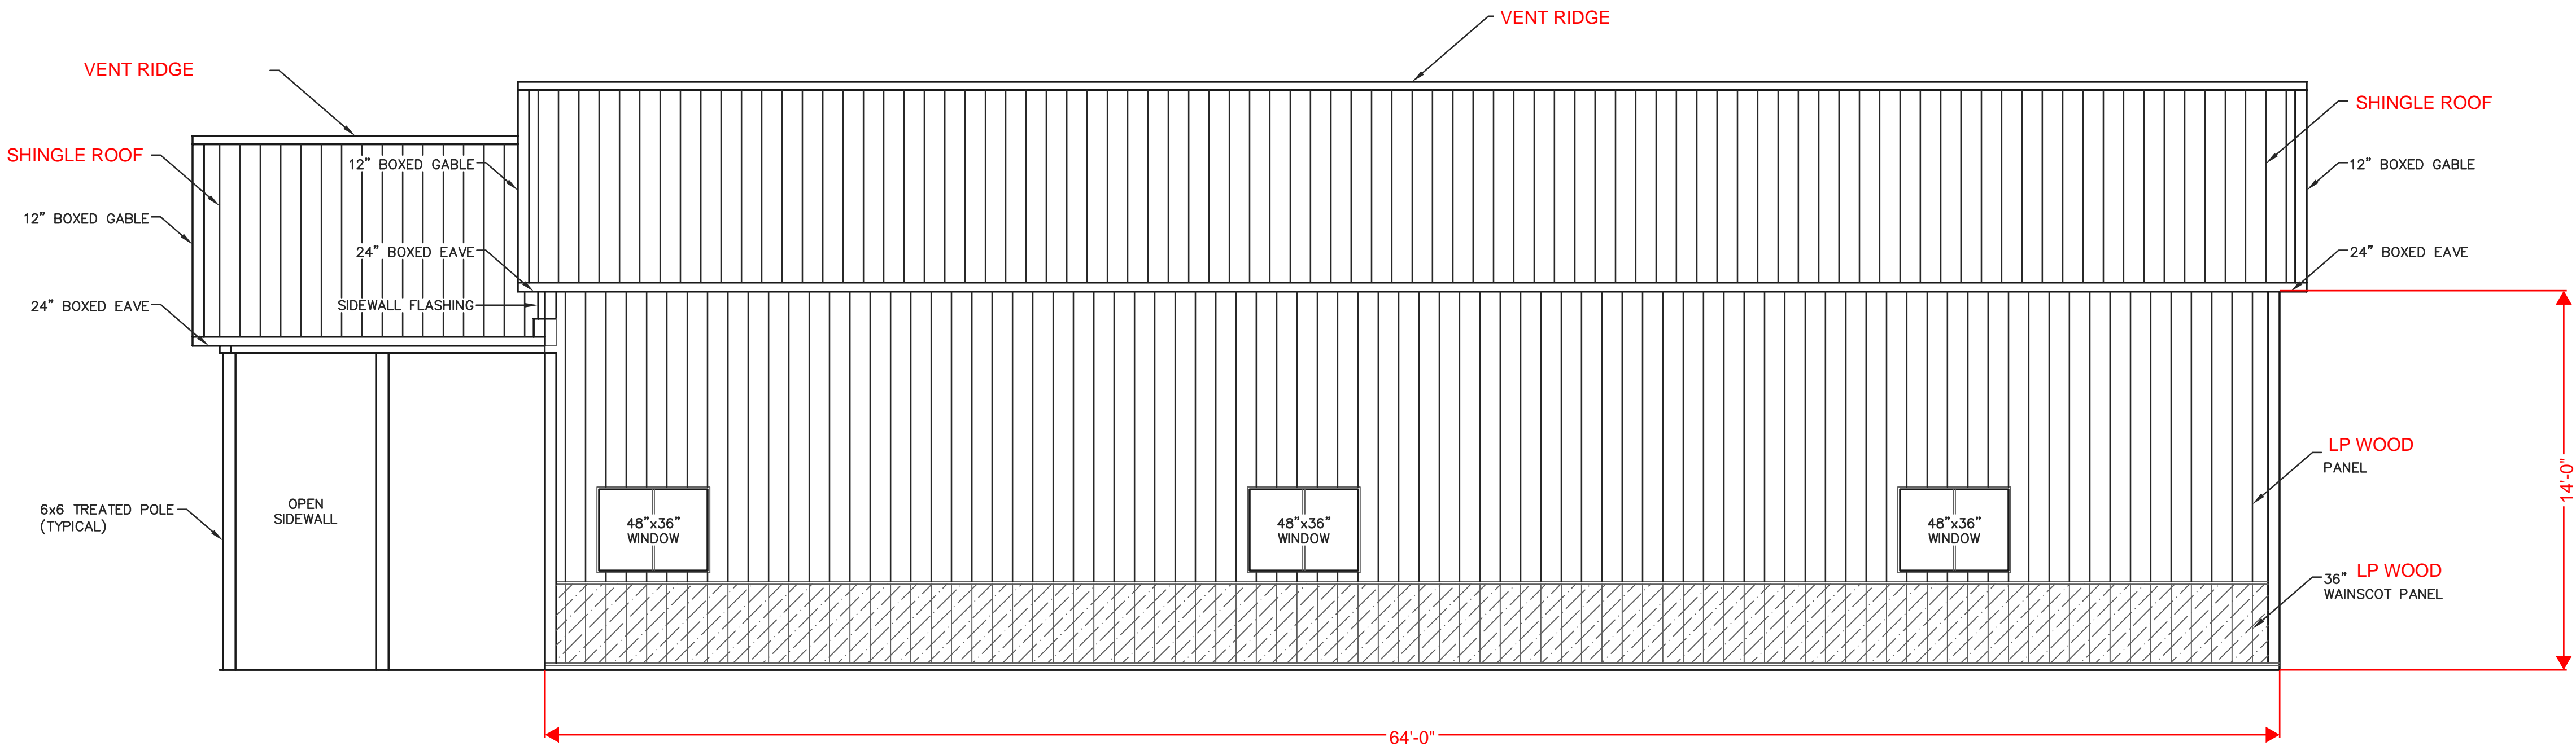 VENT RIDGE
VENT RIDGE
SHINGLE ROOF
SHINGLE ROOF
12” BOXED GABLE
12” BOXED GABLE
12” BOXED GABLE
24” BOXED EAVE
24” BOXED EAVE
24” BOXED EAVE
SIDEWALL FLASHING
LP WOOD
PANEL
14'-0"
6x6 TREATED POLE
(TYPICAL)
OPEN
SIDEWALL
48”x36”
WINDOW
48”x36”
WINDOW
48”x36”
WINDOW
36” LP WOOD
WAINSCOT PANEL
64'-0"